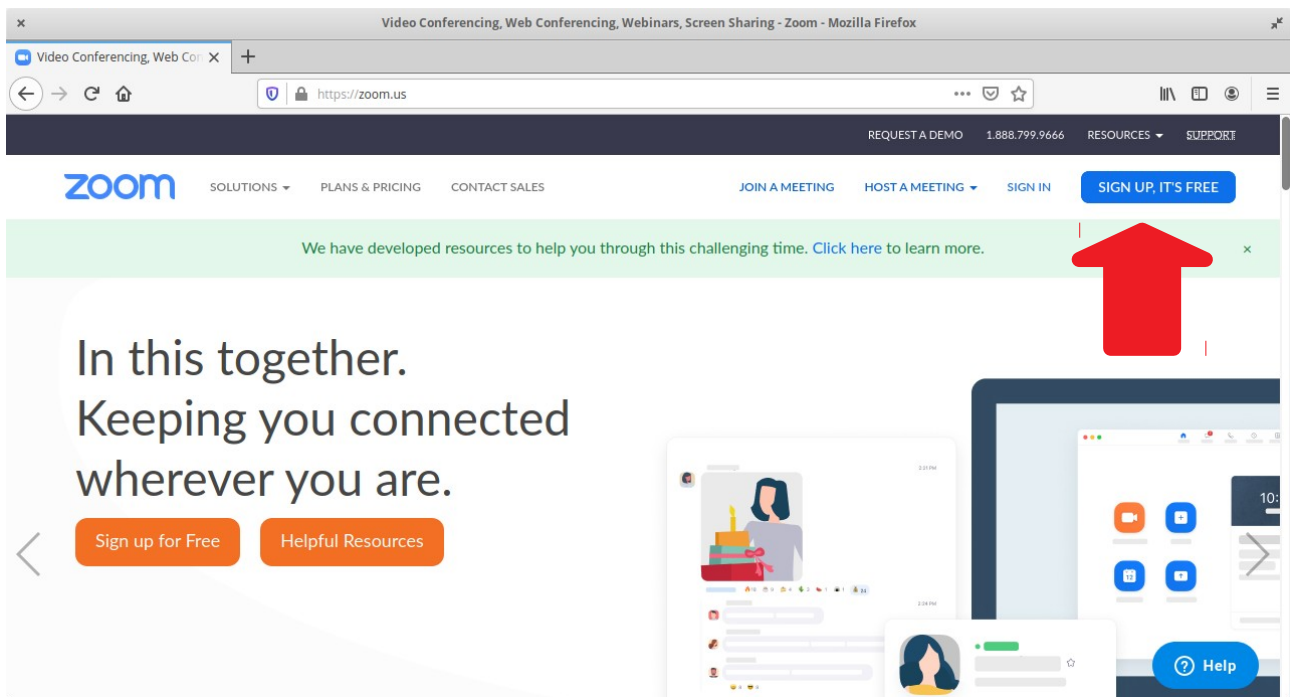 Video Conferencing, Web Conferencing, Webinars, Screen Sharing - Zoom - Mozilla Firefox
Video Conferencing, Web Con
https://zoom.us
REQUEST A DEMO 1.888.799.9666 RESOURCES SUPPORT
zoom SOLUTIONS PLANS & PRICING CONTACT SALES JOIN A MEETING HOST A MEETING SIGN IN SIGN UP, IT'S FREE
We have developed resources to help you through this challenging time. Click here to learn more. ×
In this together.
Keeping you connected
wherever you are.
Sign up for Free Helpful Resources
10:
12
Help